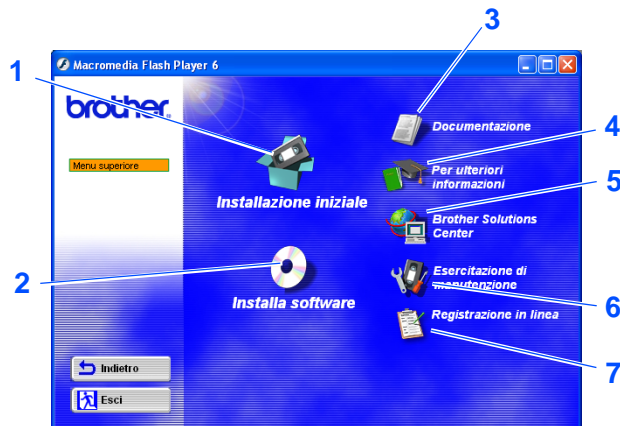 3
1
Macromedia Flash Player 6
brother.
Documentazione
4
Menu superiore
Per ulteriori
informazioni
5
Installazione iniziale
Brother Solutions
Center
2
Esercitazione di
manutenzione
Installa software
6
Registrazione in linea
7
Indietro
Esci